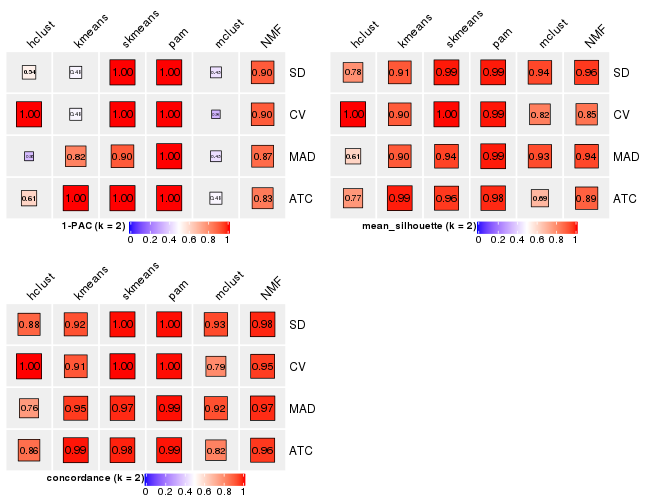 hclust kmeans skmeans pam mclust NMF
0.54 0.48 1.00 1.00 0.43 0.90 SD
1.00 0.48 1.00 1.00 0.90 CV
0.82 0.90 1.00 0.43 0.87 MAD
0.61 1.00 1.00 1.00 0.48 0.83 ATC
1-PAC (k = 2)
0 0.2 0.4 0.6 0.8 1
hclust kmeans skmeans pam mclust NMF
0.78 0.91 0.99 0.99 0.94 0.96 SD
1.00 0.90 1.00 0.99 0.82 0.85 CV
0.61 0.90 0.94 0.99 0.93 0.94 MAD
0.77 0.99 0.96 0.98 0.69 0.89 ATC
mean_silhouette (k = 2)
0 0.2 0.4 0.6 0.8 1
hclust kmeans skmeans pam mclust NMF
0.88 0.92 1.00 1.00 0.93 0.98 SD
1.00 0.91 1.00 1.00 0.79 0.95 CV
0.76 0.95 0.97 0.99 0.92 0.97 MAD
0.86 0.99 0.98 0.99 0.82 0.96 ATC
concordance (k = 2)
0 0.2 0.4 0.6 0.8 1